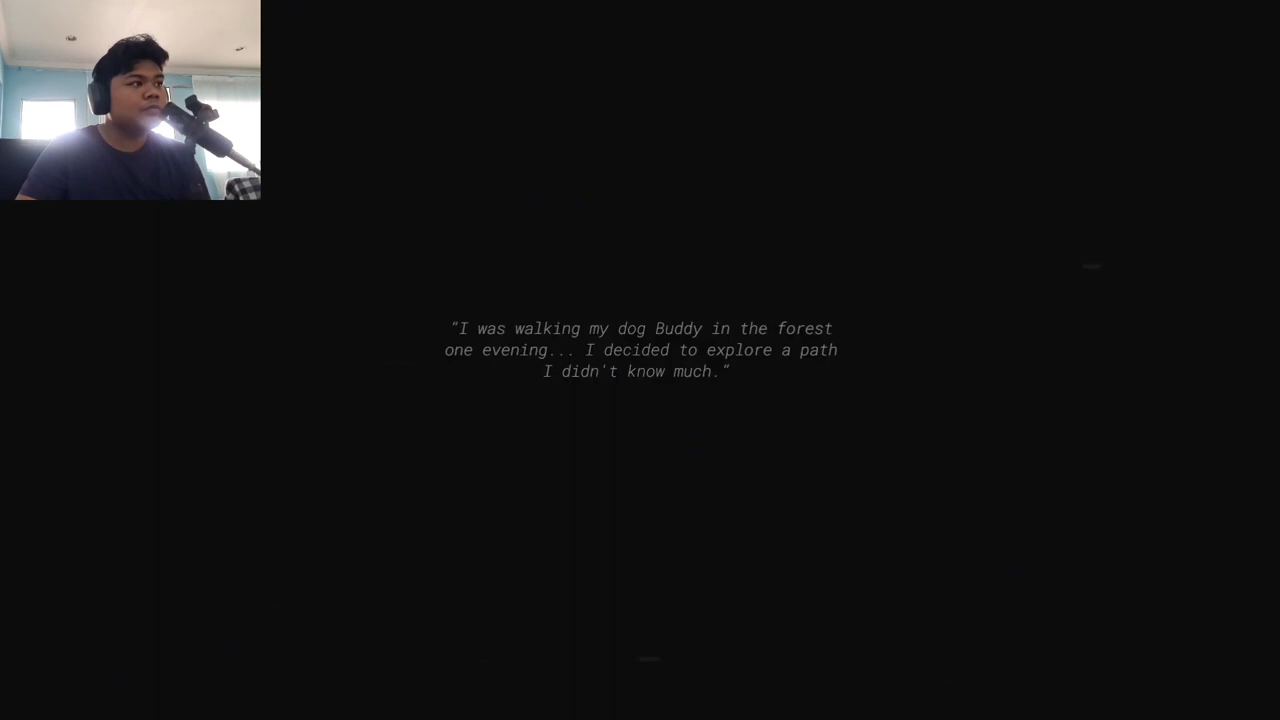 “I was walking my dog Buddy in the forest
one evening... I decided to explore a path
I didn't know much.”